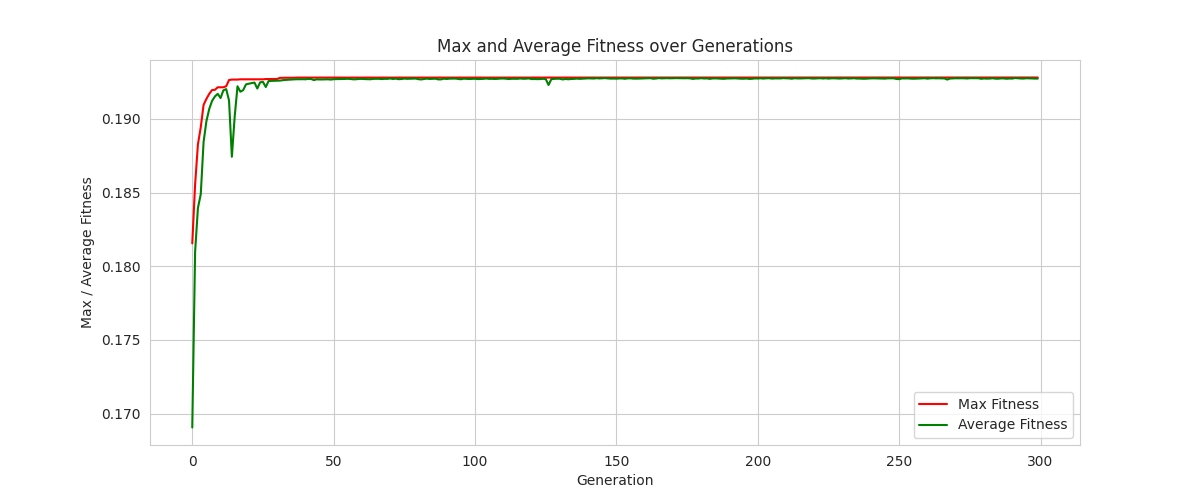 Max and Average Fitness over Generations
Max / Average Fitness
0.190
0.185
0.180
0.175
0.170
0
50
100
150
200
250
300
Generation
Max Fitness
Average Fitness